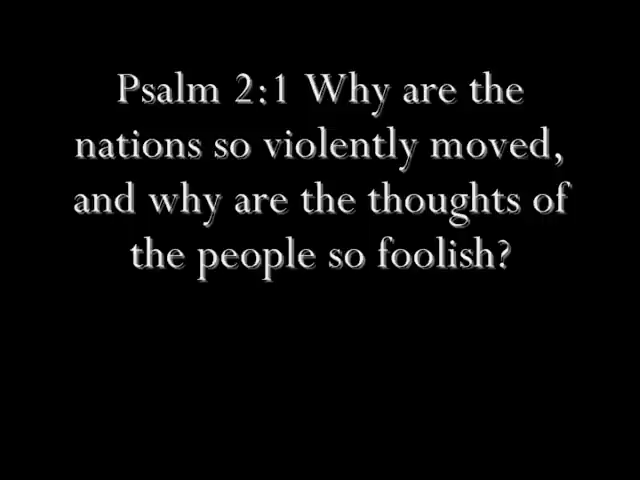 Psalm 2:1 Why are the
nations so violently moved,
and why are the thoughts of
the people so foolish?